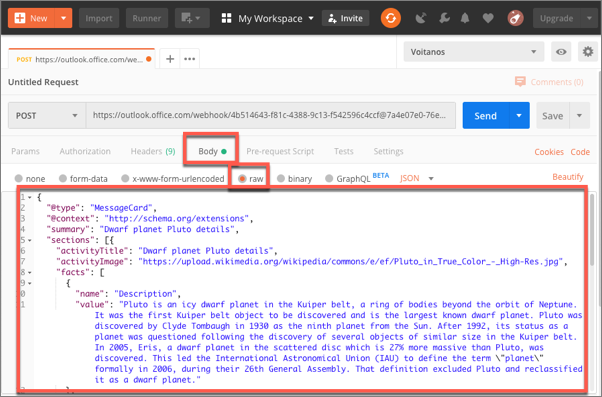 New Import Runner My Workspace Invite Upgrade
POST https://outlook.office.com/we... Voitanos
Untitled Request Comments (0)
POST https://outlook.office.com/webhook/4b514643-f81c-4388-9c13-f542596c4ccf@7a4e07e0-76e... Send Save
Params Authorization Headers (9) Body Pre-request Script Tests Settings Cookies Code
none form-data x-www-form-urlencoded raw binary GraphQL BETA JSON Beautify
1 {
2 "@type": "MessageCard",
3 "@context": "http://schema.org/extensions",
4 "summary": "Dwarf planet Pluto details",
5 "sections": [{
6 "activityTitle": "Dwarf planet Pluto details",
7 "activityImage": "https://upload.wikimedia.org/wikipedia/commons/e/ef/Pluto_in_True_Color_-_High-Res.jpg",
8 "facts": [
9 {
0 "name": "Description",
1 "value": "Pluto is an icy dwarf planet in the Kuiper belt, a ring of bodies beyond the orbit of Neptune.
It was the first Kuiper belt object to be discovered and is the largest known dwarf planet. Pluto was
discovered by Clyde Tombaugh in 1930 as the ninth planet from the Sun. After 1992, its status as a
planet was questioned following the discovery of several objects of similar size in the Kuiper belt.
In 2005, Eris, a dwarf planet in the scattered disc which is 27% more massive than Pluto, was
discovered. This led the International Astronomical Union (IAU) to define the term \"planet\"
formally in 2006, during their 26th General Assembly. That definition excluded Pluto and reclassified
it as a dwarf planet."